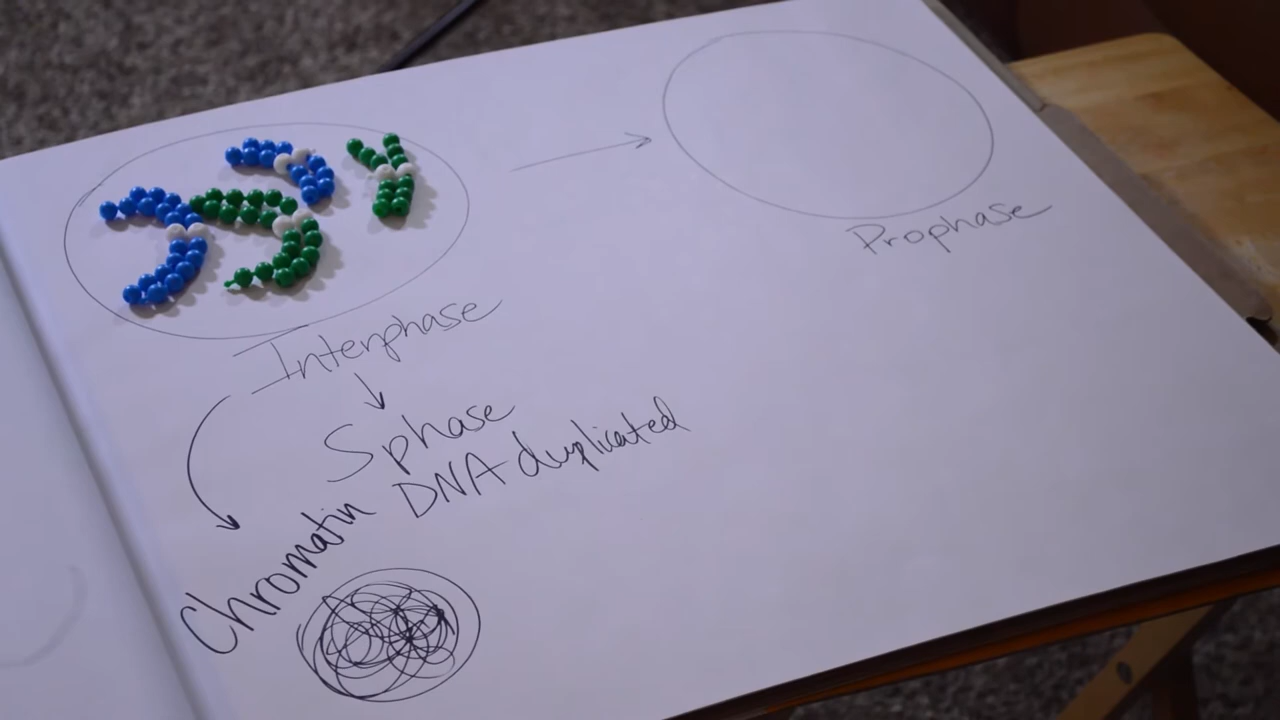 Prophase
Interphase
S phase
DNA duplicated
Chromatin